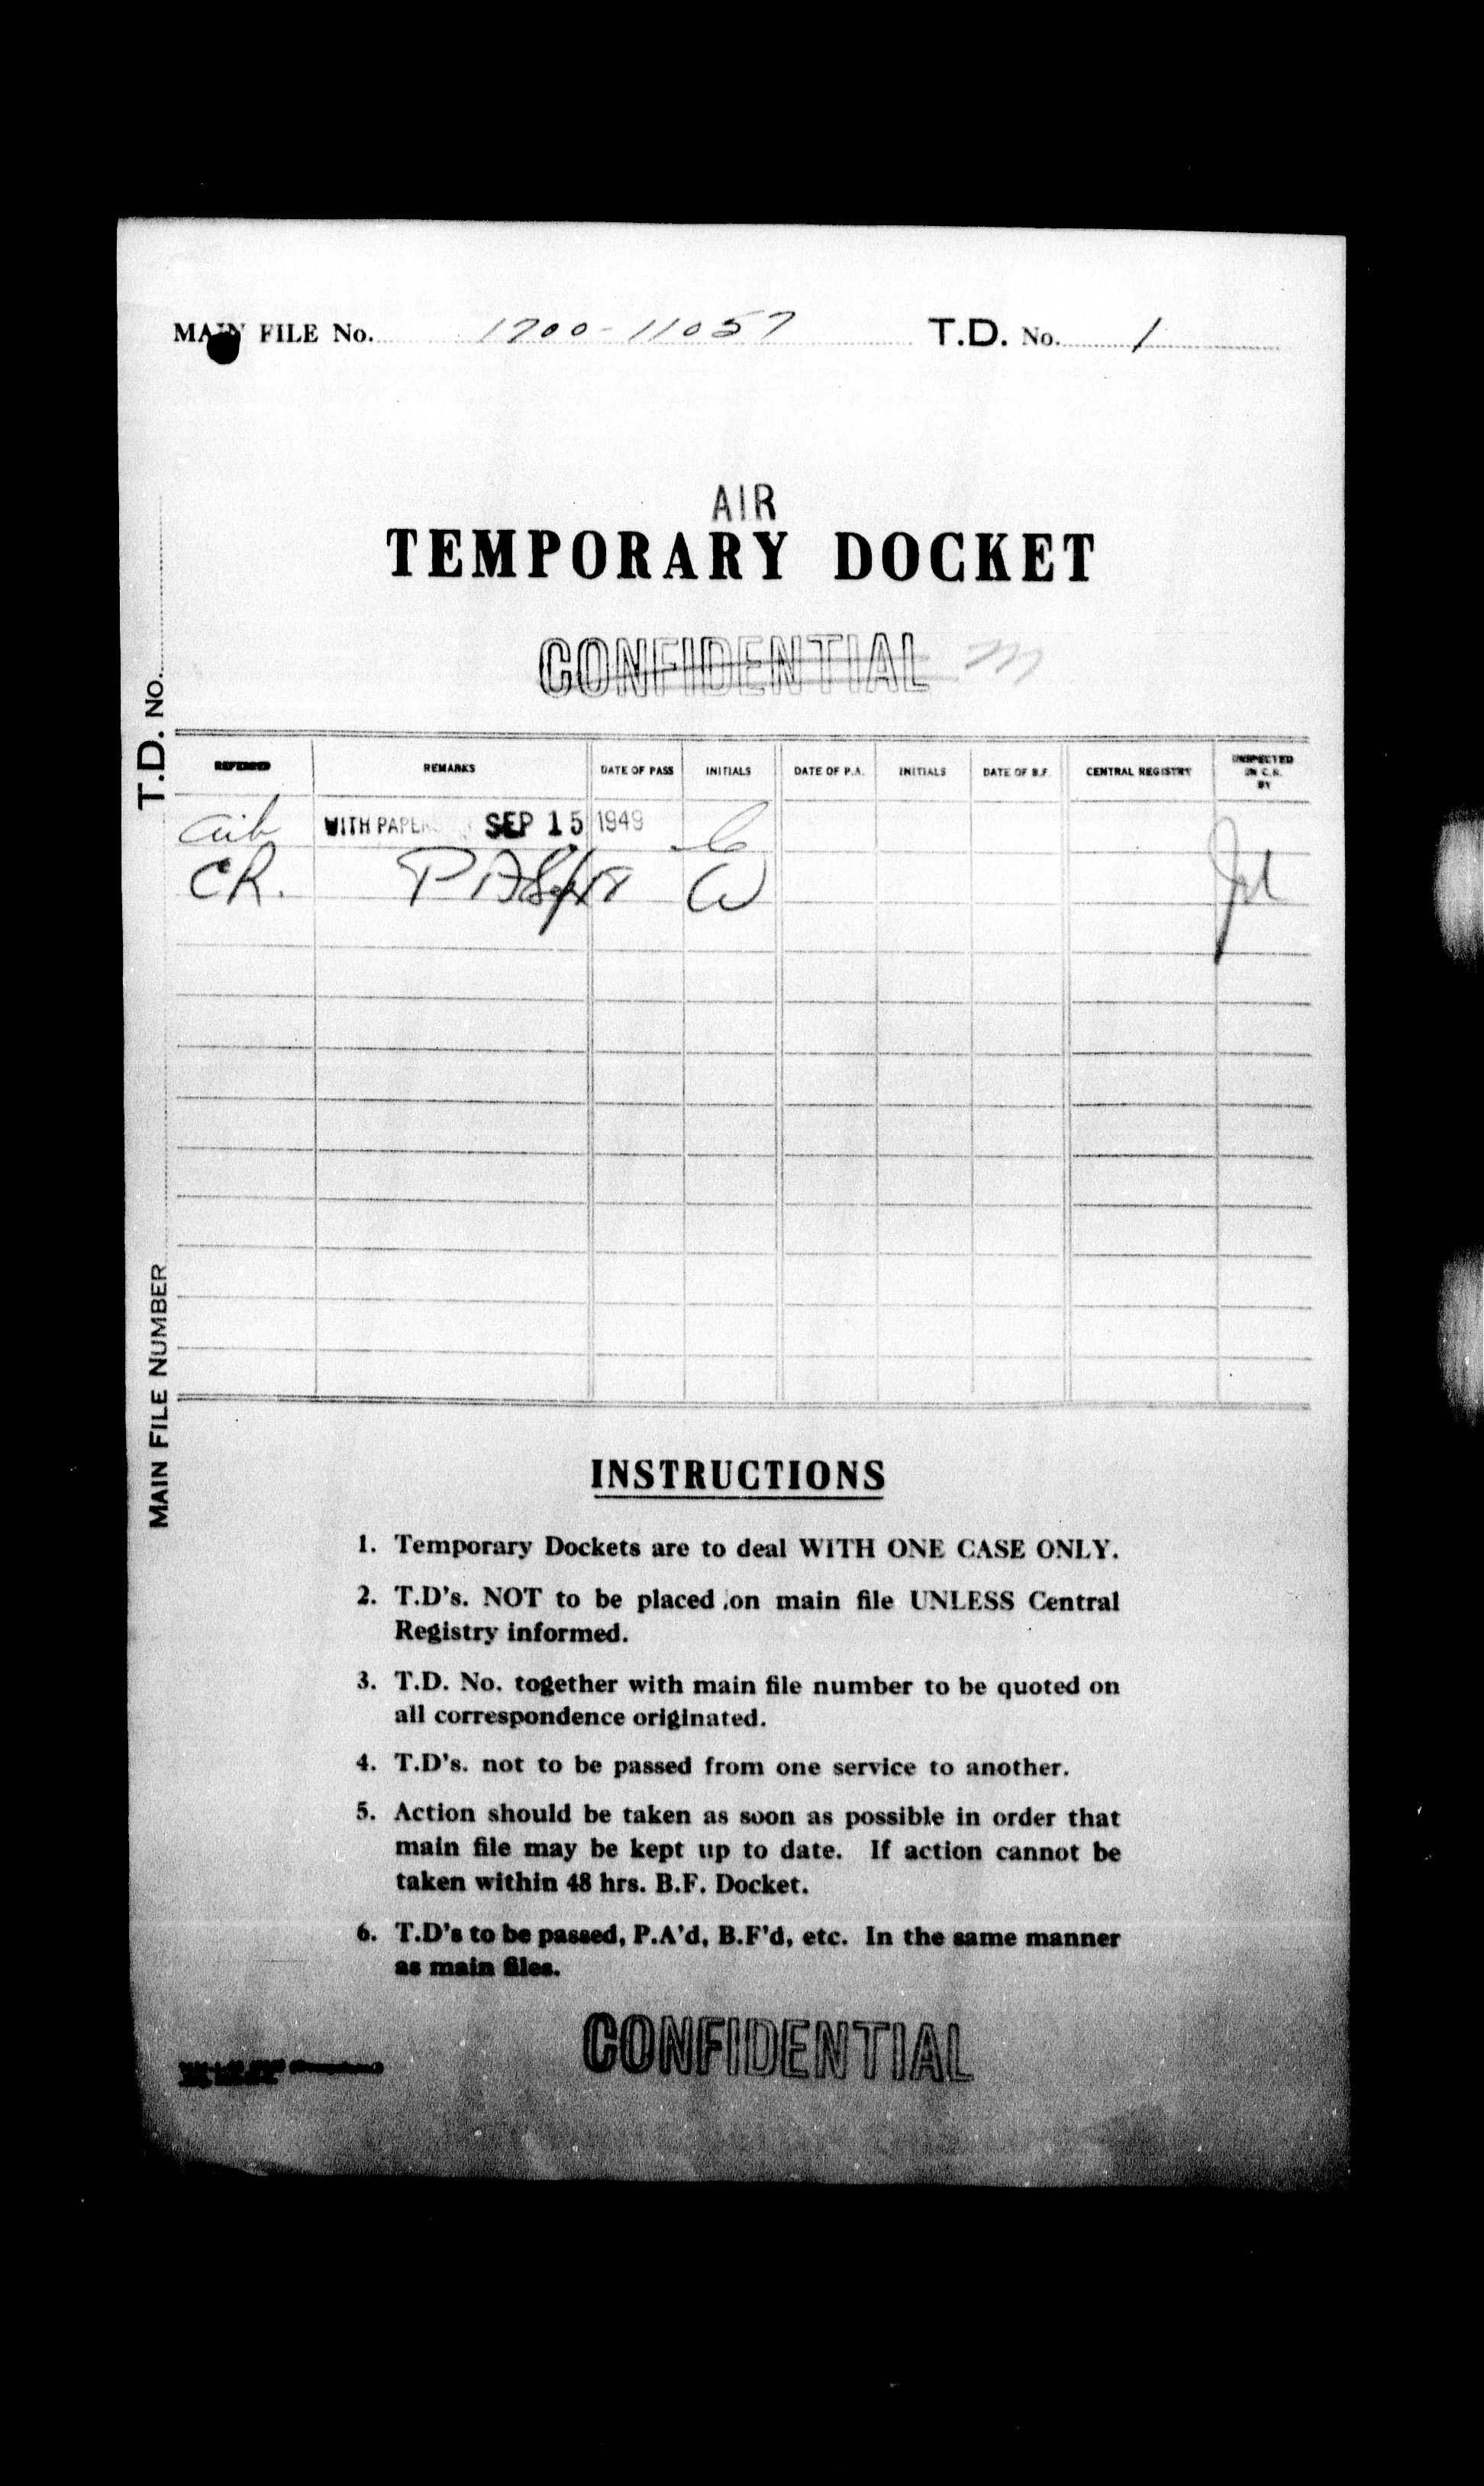 MAIN FILE No. 1700-11057 T.D. No. 1
AIR
TEMPORARY DOCKET
CONFIDENTIAL
T.D. NO.
MAIN FILE NUMBER
REFERRED REMARKS DATE OF PASS INITIALS DATE OF P.A. INITIALS DATE OF B.F. CENTRAL REGISTRY INSPECTED IN C.R. BY
WITH PAPERS SEP 15 1949
CR. PA Sept
INSTRUCTIONS
1. Temporary Dockets are to deal WITH ONE CASE ONLY.
2. T.D's. NOT to be placed on main file UNLESS Central
Registry informed.
3. T.D. No. together with main file number to be quoted on
all correspondence originated.
4. T.D's. not to be passed from one service to another.
5. Action should be taken as soon as possible in order that
main file may be kept up to date. If action cannot be
taken within 48 hrs. B.F. Docket.
6. T.D's to be passed, P.A'd, B.F'd, etc. In the same manner
as main files.
CONFIDENTIAL